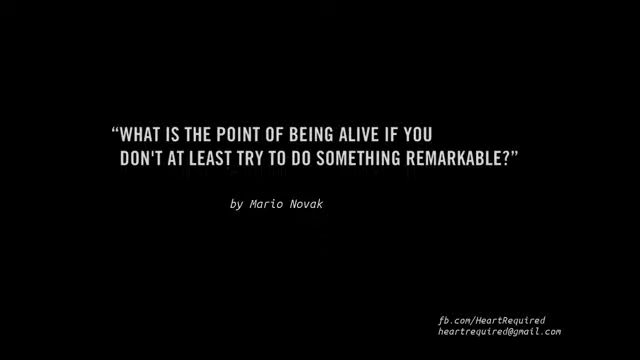 “WHAT IS THE POINT OF BEING ALIVE IF YOU
DON'T AT LEAST TRY TO DO SOMETHING REMARKABLE?”
by Mario Novak
fb.com/HeartRequired
heartrequired@gmail.com